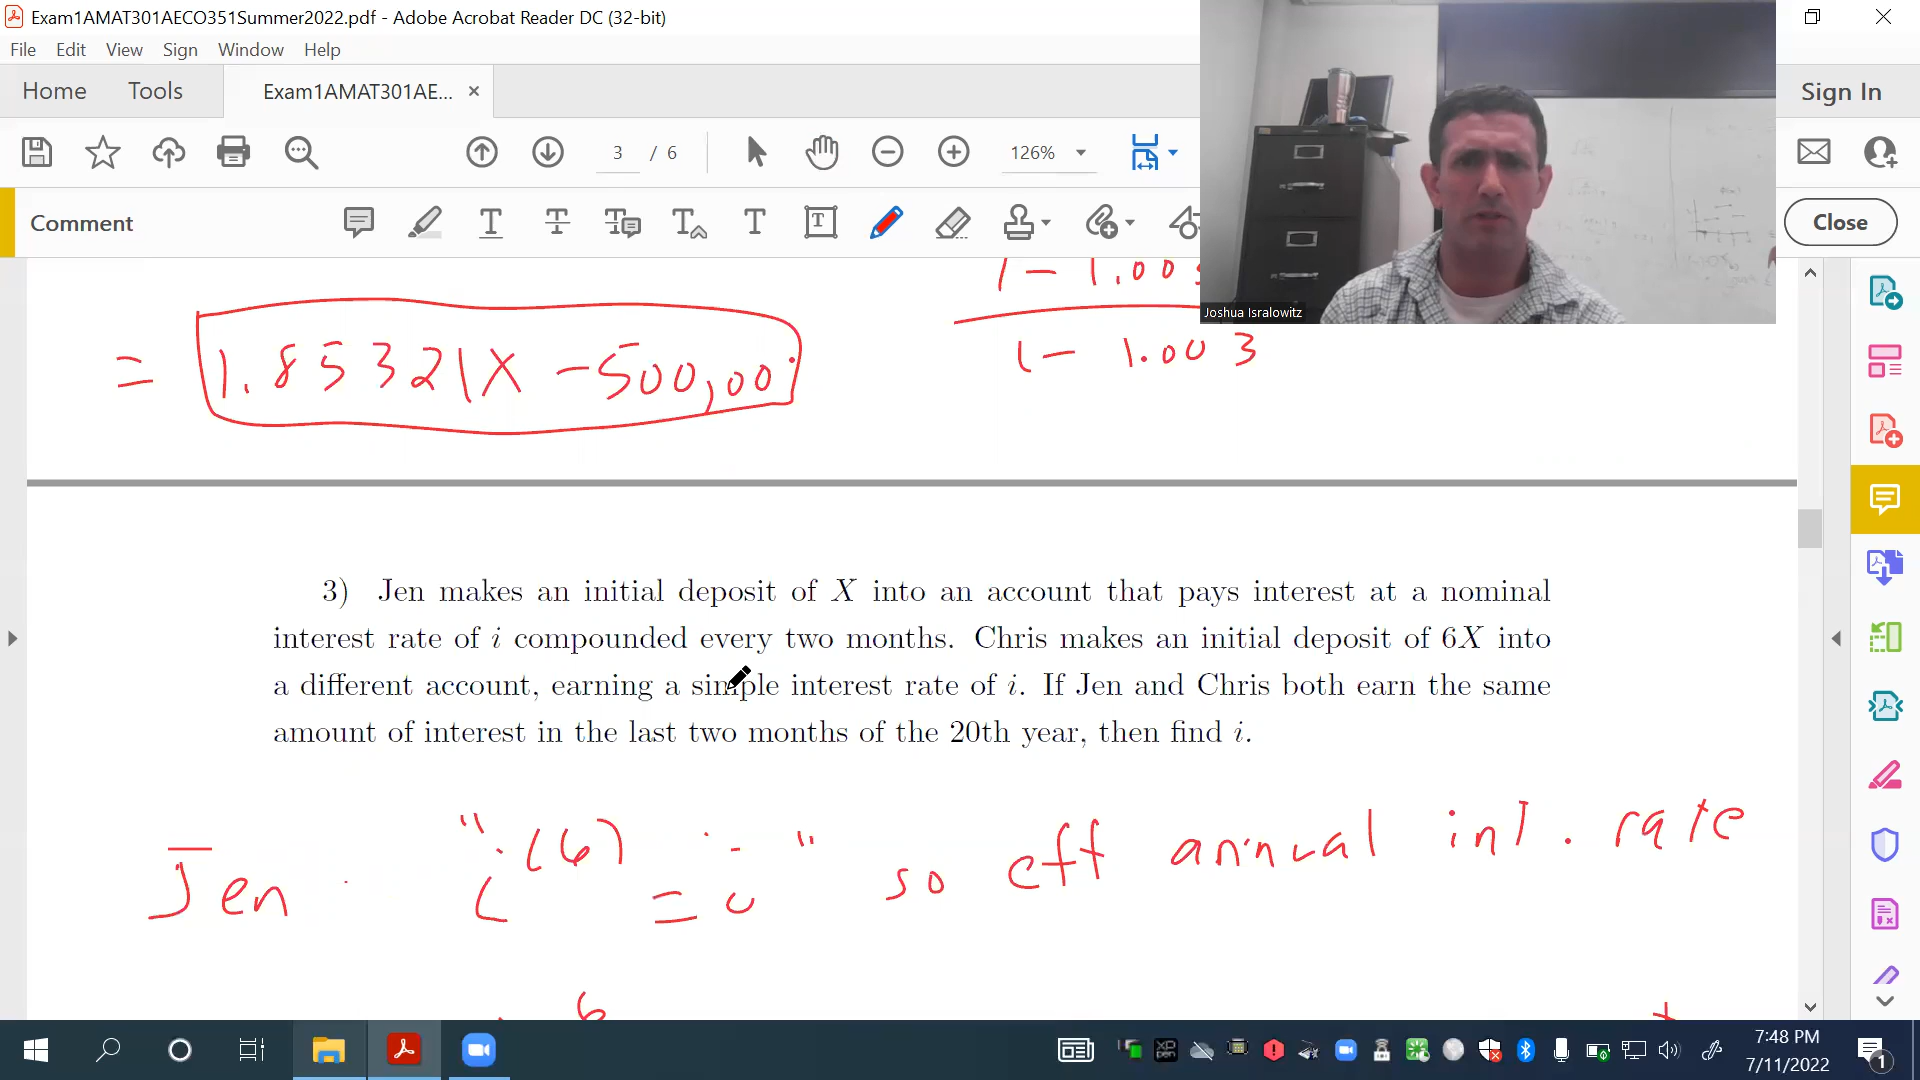 Exam1AMAT301AECO351Summer2022.pdf - Adobe Acrobat Reader DC (32-bit)
File Edit View Sign Window Help
Home Tools Exam1AMAT301AE... × Sign In
3 / 6 126%
Comment Close
Joshua Isralowitz
1 - 1.00
1 - 1.003
= 1.85321X - 500,00
3) Jen makes an initial deposit of X into an account that pays interest at a nominal
interest rate of i compounded every two months. Chris makes an initial deposit of 6X into
a different account, earning a simple interest rate of i. If Jen and Chris both earn the same
amount of interest in the last two months of the 20th year, then find i.
Jen "i(6) = i" so eff annual int. rate
6
7:48 PM
7/11/2022
1